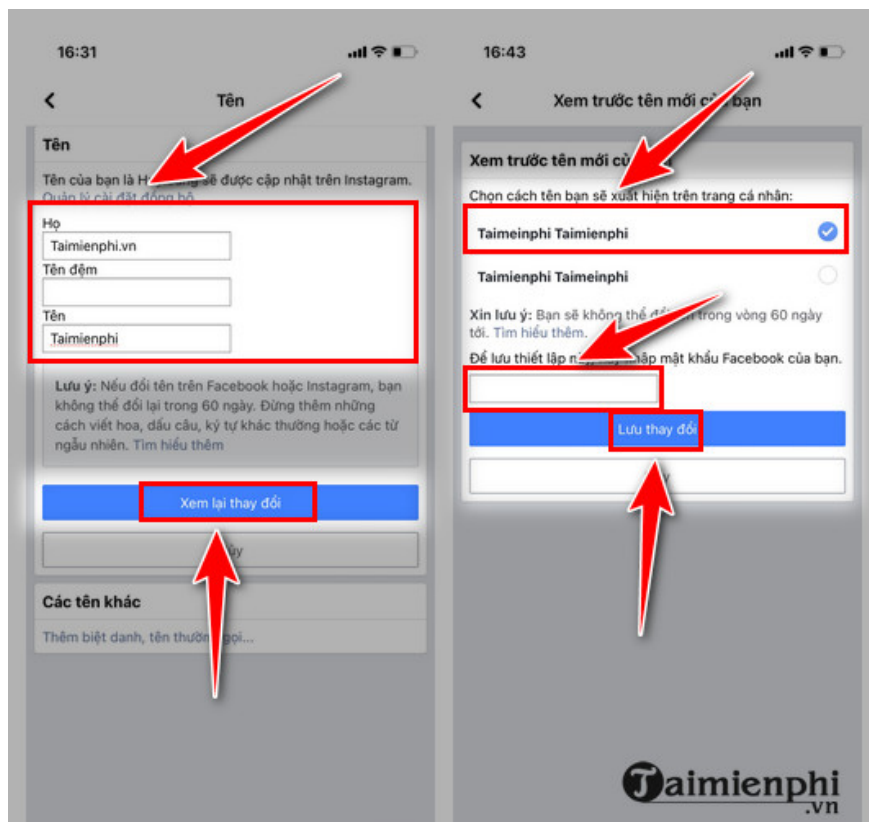 16:31
Tên
Tên
Tên của bạn là H sẽ được cập nhật trên Instagram.
Quản lý cài đặt đồng bộ
Họ
Taimienphi.vn
Tên đệm
Tên
Taimienphi
Lưu ý: Nếu đổi tên trên Facebook hoặc Instagram, bạn
không thể đổi lại trong 60 ngày. Đừng thêm những
cách viết hoa, dấu câu, ký tự khác thường hoặc các từ
ngẫu nhiên. Tìm hiểu thêm
Xem lại thay đổi
Các tên khác
Thêm biệt danh, tên thường gọi...
16:43
Xem trước tên mới của bạn
Xem trước tên mới củ
Chọn cách tên bạn sẽ xuất hiện trên trang cá nhân:
Taimeinphi Taimienphi
Taimienphi Taimeinphi
Xin lưu ý: Bạn sẽ không thể đổi trong vòng 60 ngày
tới. Tìm hiểu thêm.
Để lưu thiết lập này, nhập mật khẩu Facebook của bạn.
Lưu thay đổi
Taimienphi
.vn